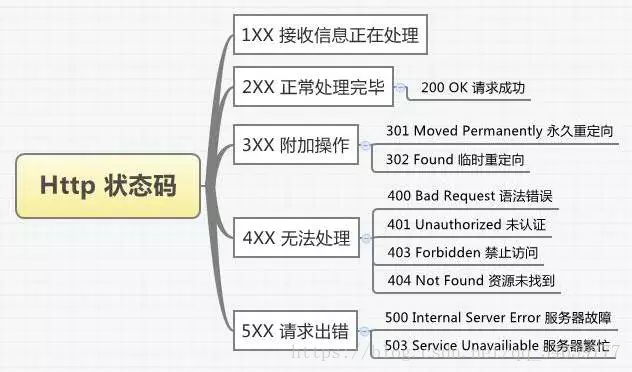 Http 状态码
1XX 接收信息正在处理
2XX 正常处理完毕
200 OK 请求成功
3XX 附加操作
301 Moved Permanently 永久重定向
302 Found 临时重定向
4XX 无法处理
400 Bad Request 语法错误
401 Unauthorized 未认证
403 Forbidden 禁止访问
404 Not Found 资源未找到
5XX 请求出错
500 Internal Server Error 服务器故障
503 Service Unavailiable 服务器繁忙